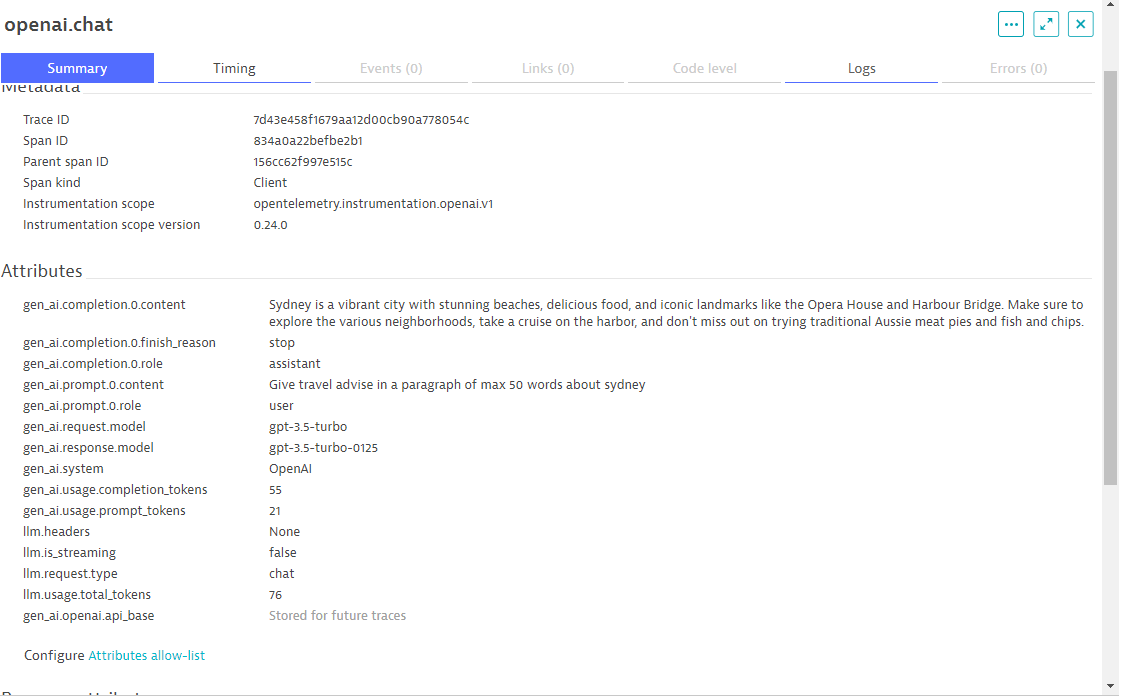 openai.chat
Summary Timing Events (0) Links (0) Code level Logs Errors (0)
Metadata
Trace ID 7d43e458f1679aa12d00cb90a778054c
Span ID 834a0a22befbe2b1
Parent span ID 156cc62f997e515c
Span kind Client
Instrumentation scope opentelemetry.instrumentation.openai.v1
Instrumentation scope version 0.24.0
Attributes
gen_ai.completion.0.content Sydney is a vibrant city with stunning beaches, delicious food, and iconic landmarks like the Opera House and Harbour Bridge. Make sure to
explore the various neighborhoods, take a cruise on the harbor, and don't miss out on trying traditional Aussie meat pies and fish and chips.
gen_ai.completion.0.finish_reason stop
gen_ai.completion.0.role assistant
gen_ai.prompt.0.content Give travel advise in a paragraph of max 50 words about sydney
gen_ai.prompt.0.role user
gen_ai.request.model gpt-3.5-turbo
gen_ai.response.model gpt-3.5-turbo-0125
gen_ai.system OpenAI
gen_ai.usage.completion_tokens 55
gen_ai.usage.prompt_tokens 21
llm.headers None
llm.is_streaming false
llm.request.type chat
llm.usage.total_tokens 76
gen_ai.openai.api_base Stored for future traces
Configure Attributes allow-list